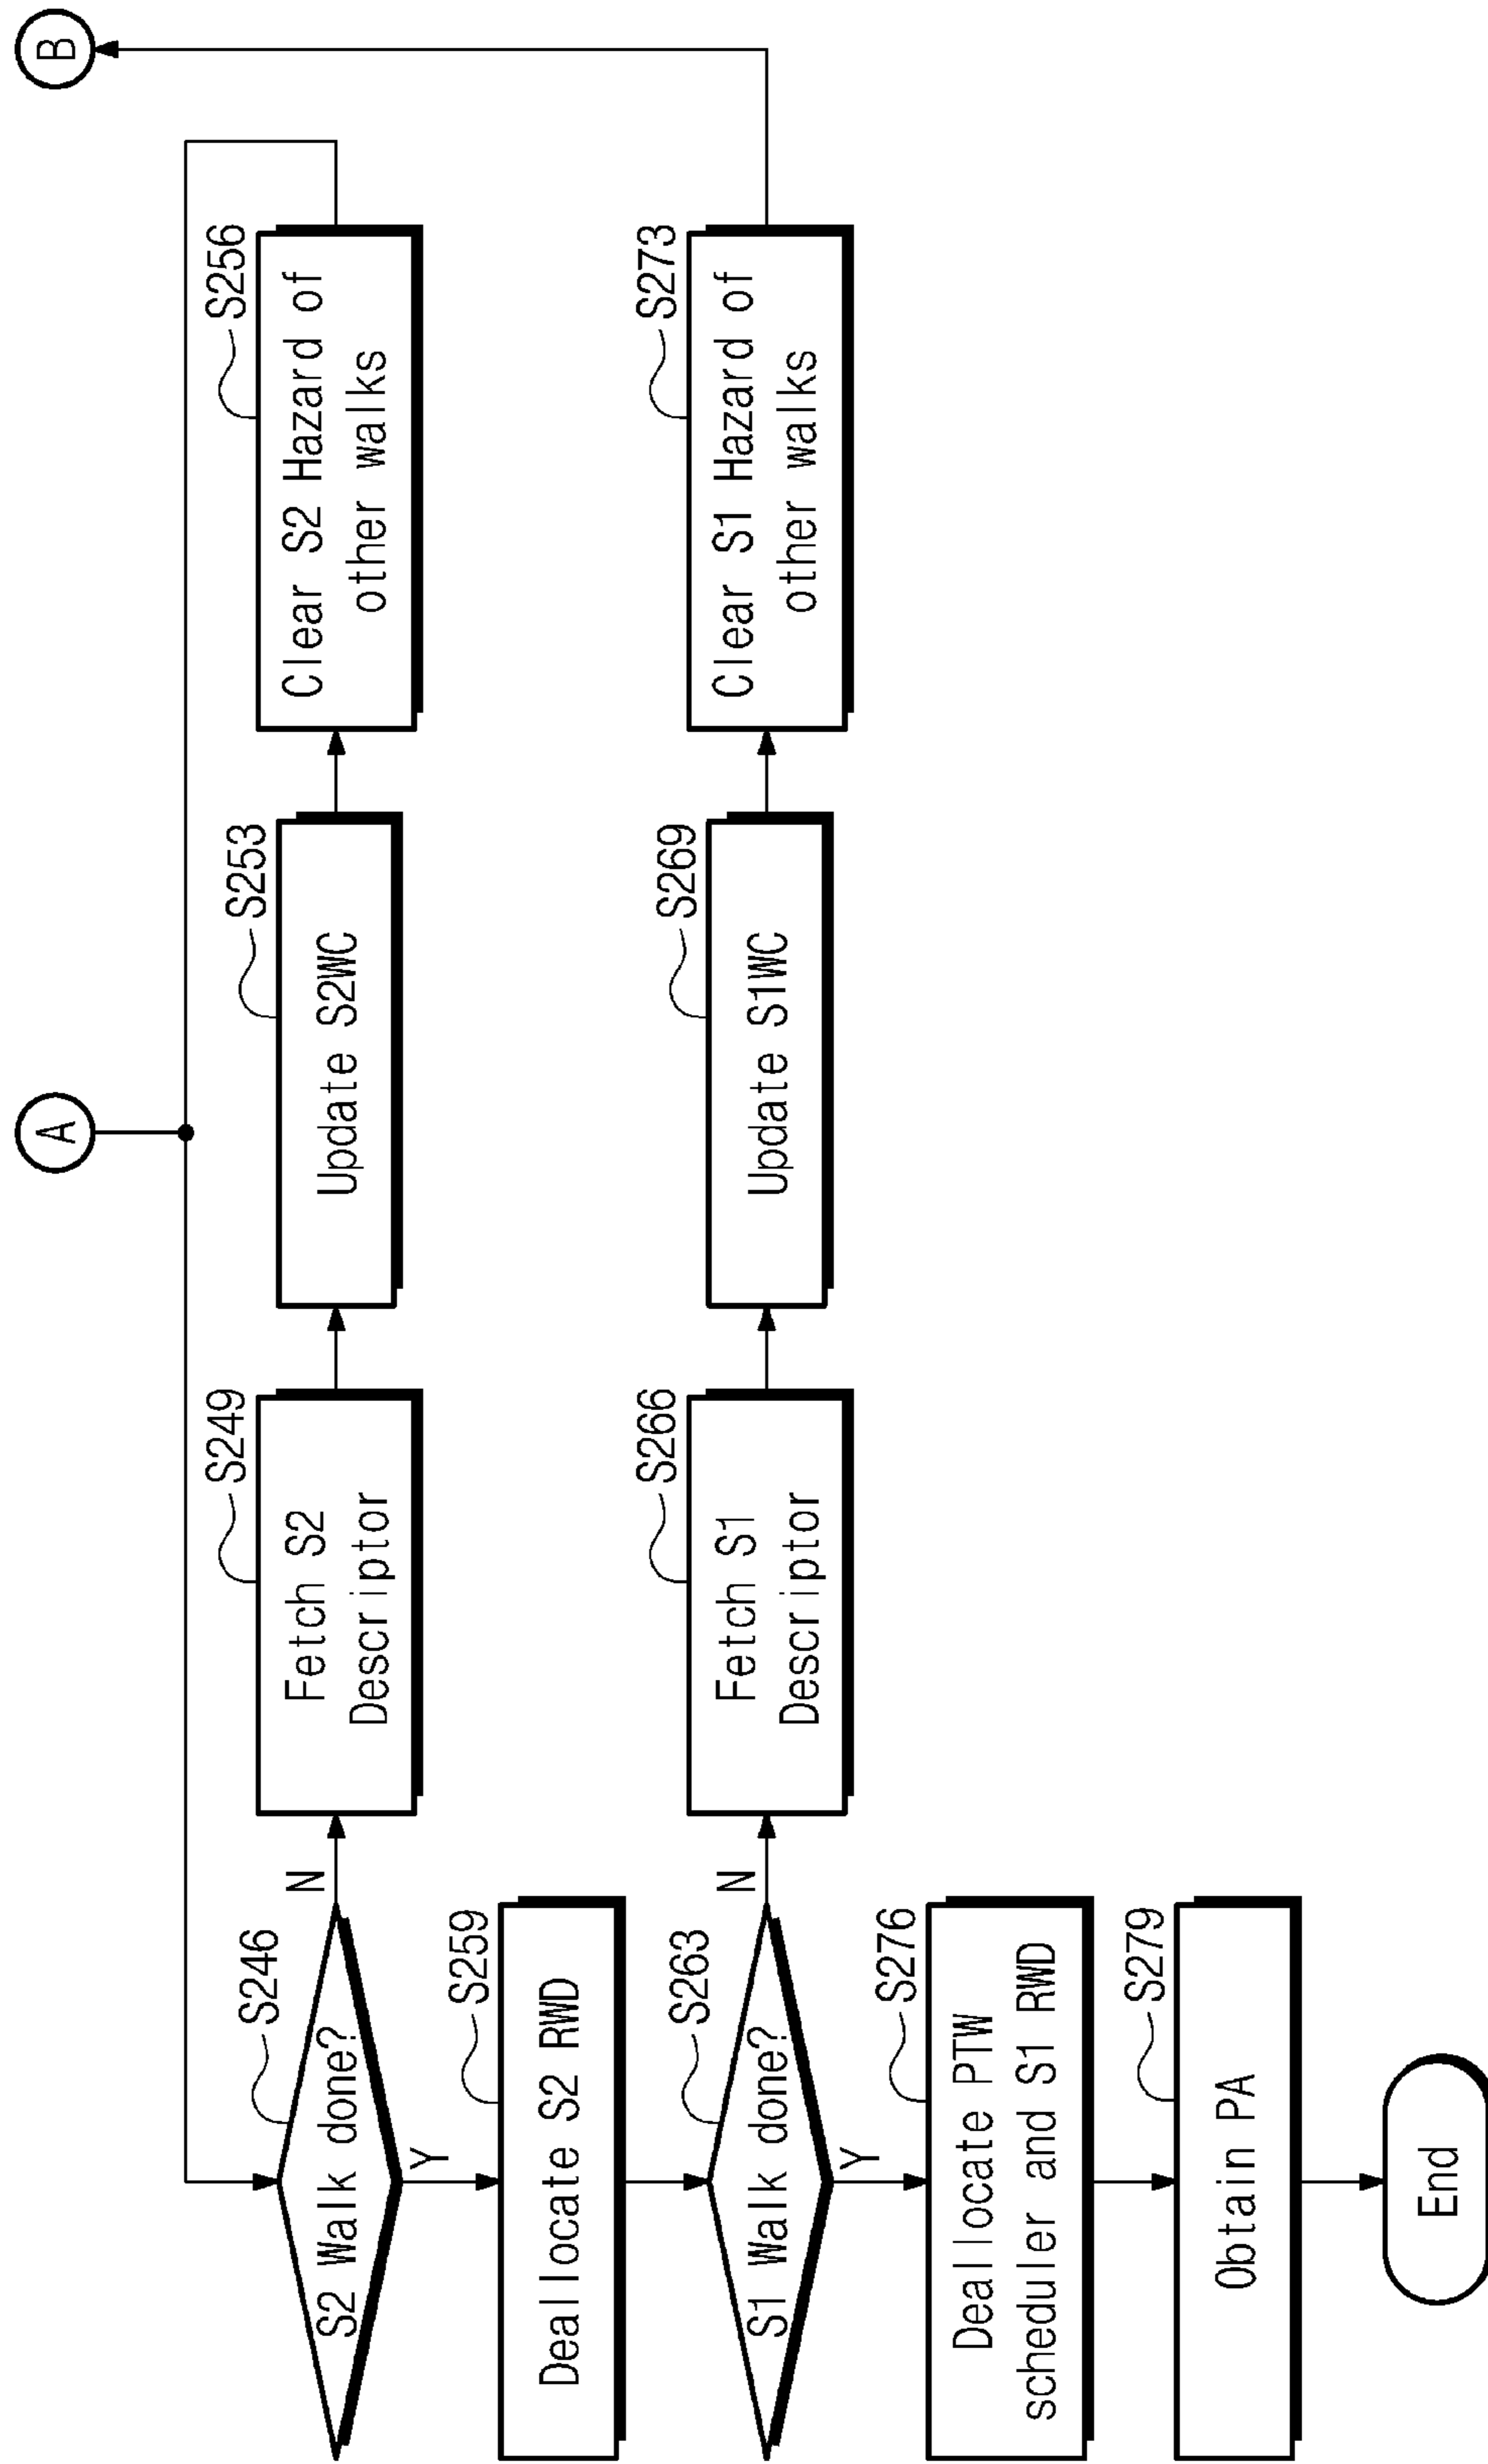 A
B
S246
S2 Walk done?
N
Y
S249
Fetch S2
Descriptor
S253
Update S2WC
S256
Clear S2 Hazard of
other walks
S259
Deallocate S2 RWD
S263
S1 Walk done?
N
Y
S266
Fetch S1
Descriptor
S269
Update S1WC
S273
Clear S1 Hazard of
other walks
S276
Deallocate PTW
scheduler and S1 RWD
S279
Obtain PA
End